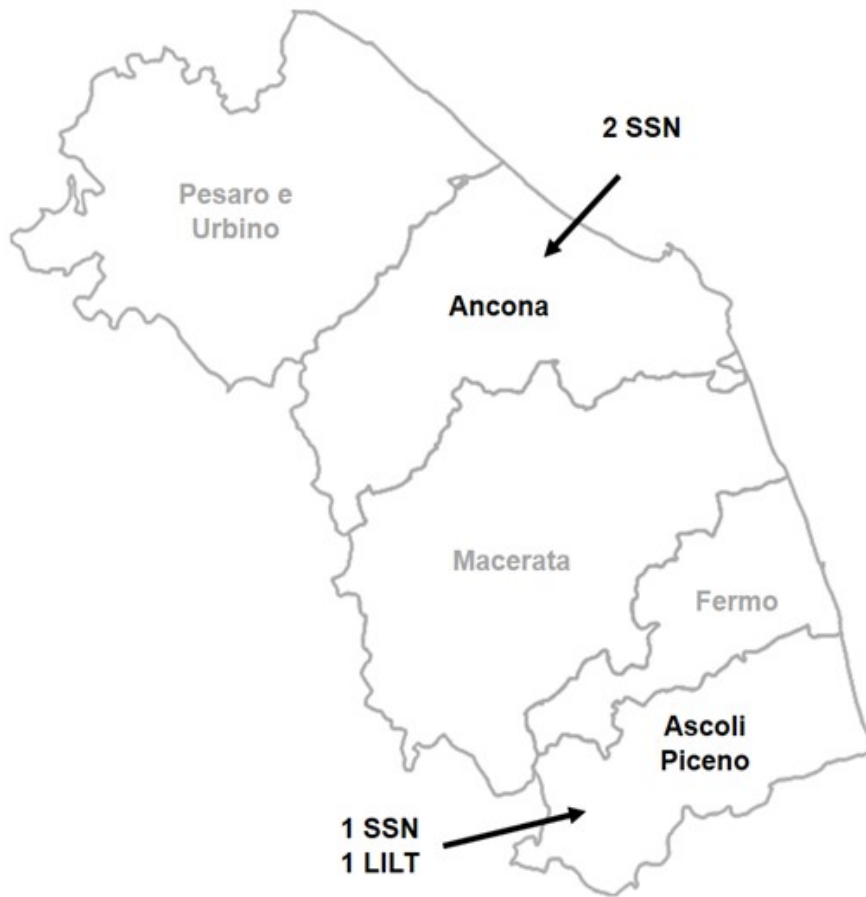 2 SSN
Pesaro e
Urbino
Ancona
Macerata
Fermo
Ascoli
Piceno
1 SSN
1 LILT